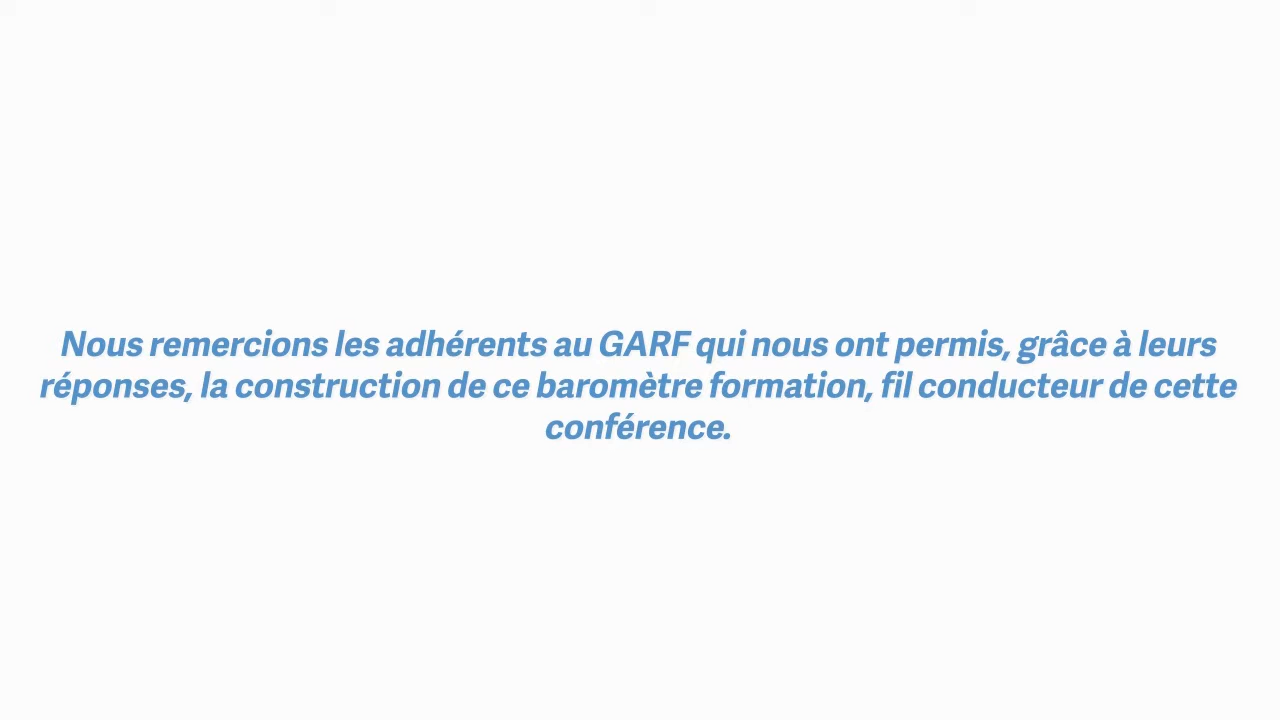 Nous remercions les adhérents au GARF qui nous ont permis, grâce à leurs
réponses, la construction de ce baromètre formation, fil conducteur de cette
conférence.